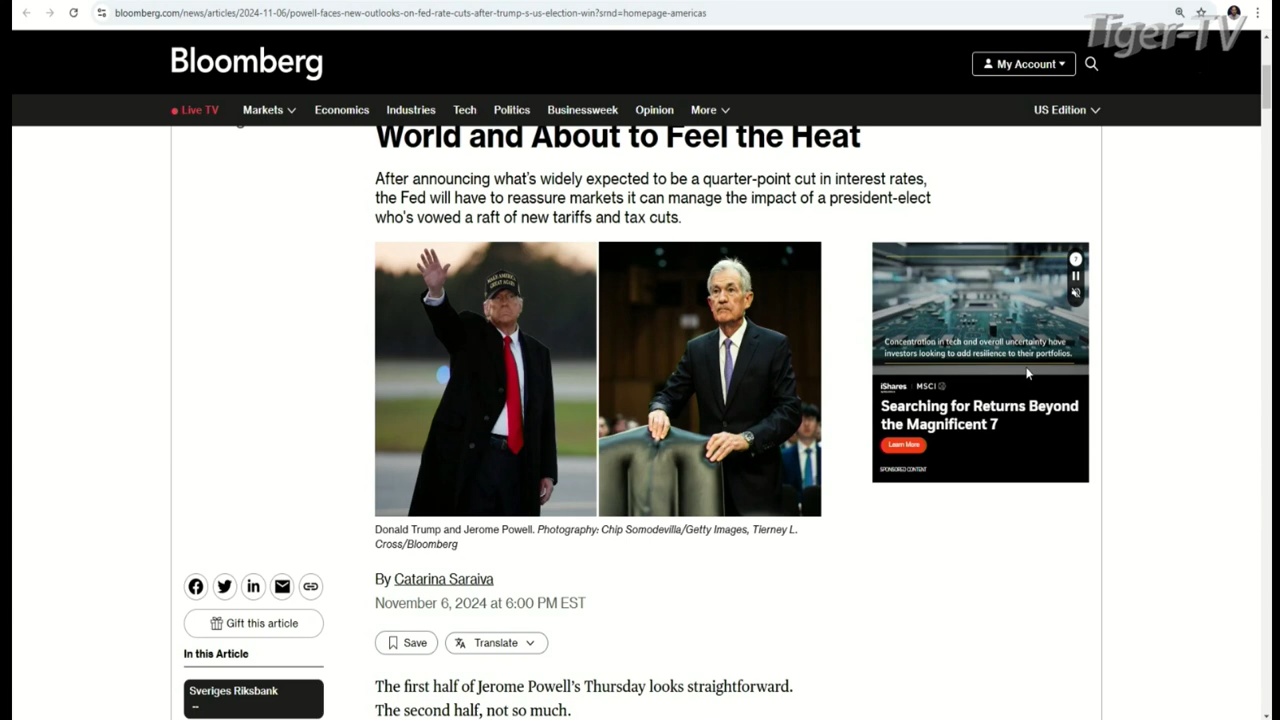 bloomberg.com/news/articles/2024-11-06/powell-faces-new-outlooks-on-fed-rate-cuts-after-trump-s-us-election-win?srnd=homepage-americas
Tiger-TV
Bloomberg
My Account
Live TV
Markets
Economics
Industries
Tech
Politics
Businessweek
Opinion
More
US Edition
World and About to Feel the Heat
After announcing what's widely expected to be a quarter-point cut in interest rates,
the Fed will have to reassure markets it can manage the impact of a president-elect
who's vowed a raft of new tariffs and tax cuts.
MAKE AMERICA
GREAT AGAIN
Concentration in tech and overall uncertainty have
investors looking to add resilience to their portfolios.
iShares | MSCI
Searching for Returns Beyond
the Magnificent 7
Learn More
SPONSORED CONTENT
Donald Trump and Jerome Powell. Photography: Chip Somodevilla/Getty Images, Tierney L.
Cross/Bloomberg
By Catarina Saraiva
November 6, 2024 at 6:00 PM EST
Save
Translate
Gift this article
In this Article
Sveriges Riksbank
--
The first half of Jerome Powell's Thursday looks straightforward.
The second half, not so much.